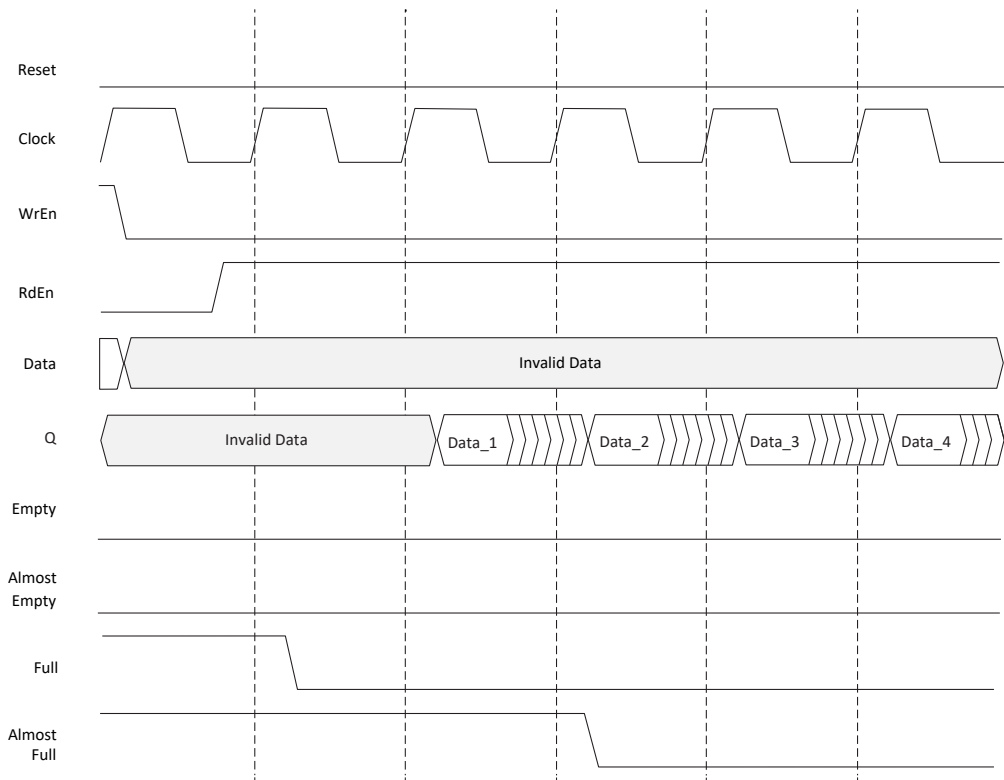 Reset
Clock
WrEn
RdEn
Data
Invalid Data
Q
Invalid Data
Data_1
Data_2
Data_3
Data_4
Empty
Almost
Empty
Full
Almost
Full